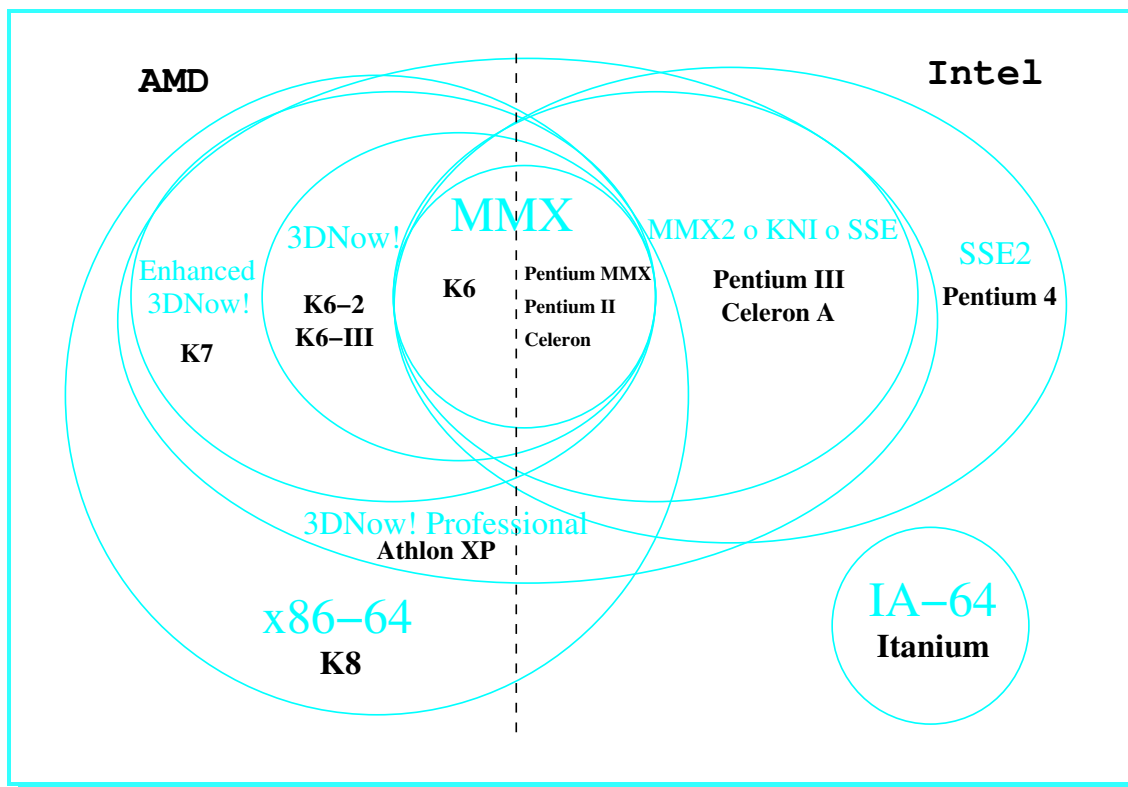 AMD
Intel
MMX
3DNow!
MMX2 o KNI o SSE
SSE2
Enhanced
3DNow!
K6
Pentium MMX
Pentium II
Celeron
K6−2
K6−III
K7
Pentium III
Celeron A
Pentium 4
3DNow! Professional
Athlon XP
x86−64
K8
IA−64
Itanium